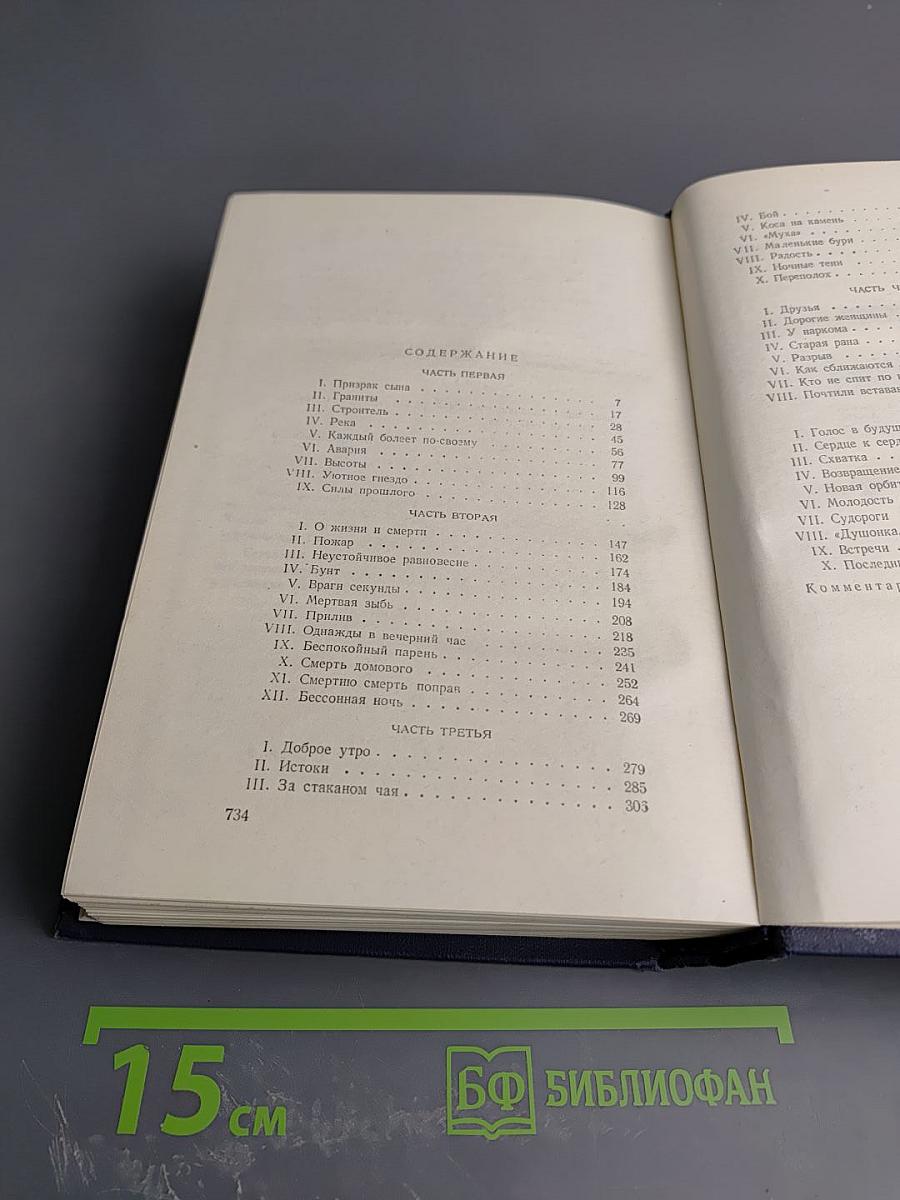 СОДЕРЖАНИЕ
ЧАСТЬ ПЕРВАЯ
I. Призрак сына . . . . . . . . 7
II. Граниты . . . . . . . . 17
III. Строитель . . . . . . . . 28
IV. Река . . . . . . . . 45
V. Каждый болеет по-своему . . . . . . . . 56
VI. Авария . . . . . . . . 77
VII. Высоты . . . . . . . . 99
VIII. Уютное гнездо . . . . . . . . 116
IX. Силы прошлого . . . . . . . . 128
ЧАСТЬ ВТОРАЯ
I. О жизни и смерти . . . . . . . . 147
II. Пожар . . . . . . . . 162
III. Неустойчивое равновесие . . . . . . . . 174
IV. Бунт . . . . . . . . 184
V. Враги секунды . . . . . . . . 194
VI. Мертвая зыбь . . . . . . . . 208
VII. Прилив . . . . . . . . 218
VIII. Однажды в вечерний час . . . . . . . . 235
IX. Беспокойный парень . . . . . . . . 241
X. Смерть домового . . . . . . . . 252
XI. Смертию смерть поправ . . . . . . . . 264
XII. Бессонная ночь . . . . . . . . 269
ЧАСТЬ ТРЕТЬЯ
I. Доброе утро . . . . . . . . 279
II. Истоки . . . . . . . . 285
III. За стаканом чая . . . . . . . . 303
734
IV. Бой . . . . . . . .
V. Коса на камень . . . . . . . .
VI. «Муха» . . . . . . . .
VII. Маленькие бури . . . .
VIII. Радость . . . . . . . .
IX. Ночные тени . . . .
X. Переполох . . . . . .
ЧАСТЬ Ч
I. Друзья . . . . . . . .
II. Дорогие женщины .
III. У наркома . . . . . .
IV. Старая рана . . . .
V. Разрыв . . . . . .
VI. Как сближаются
VII. Кто не спит по
VIII. Почтили встава
I. Голос в будущ
II. Сердце к серд
III. Схватка . .
IV. Возвращение
V. Новая орбит
VI. Молодость
VII. Судороги
VIII. «Душонка
IX. Встречи .
X. Последн
Комментар
15 см
БФ БИБЛИОФАН